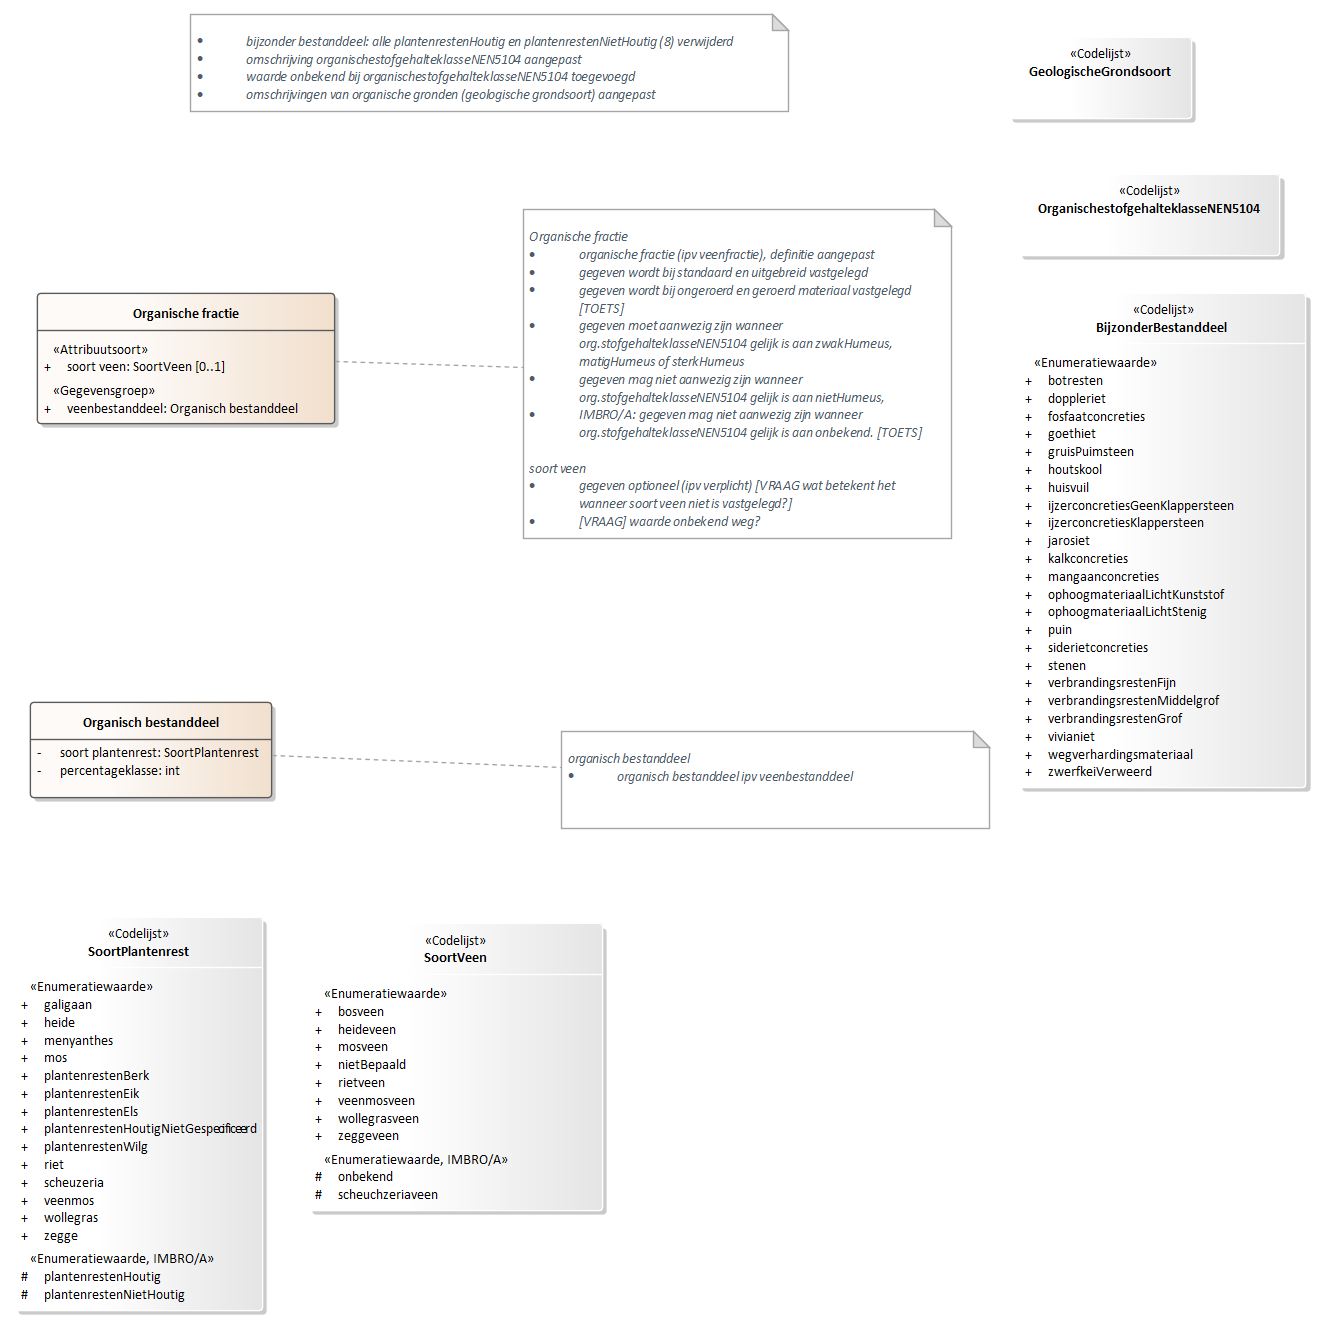 • bijzonder bestanddeel: alle plantenrestenHoutig en plantenrestenNietHoutig (8) verwijderd
• omschrijving organischestofgehalteklasseNEN5104 aangepast
• waarde onbekend bij organischestofgehalteklasseNEN5104 toegevoegd
• omschrijvingen van organische gronden (geologische grondsoort) aangepast
«Codelijst»
GeologischeGrondsoort
«Codelijst»
OrganischestofgehalteklasseNEN5104
Organische fractie
«Attribuutsoort»
+ soort veen: SoortVeen [0..1]
«Gegevensgroep»
+ veenbestanddeel: Organisch bestanddeel
Organische fractie
• organische fractie (ipv veenfractie), definitie aangepast
• gegeven wordt bij standaard en uitgebreid vastgelegd
• gegeven wordt bij ongeroerd en geroerd materiaal vastgelegd
[TOETS]
• gegeven moet aanwezig zijn wanneer
org.stofgehalteklasseNEN5104 gelijk is aan zwakHumeus,
matigHumeus of sterkHumeus
• gegeven mag niet aanwezig zijn wanneer
org.stofgehalteklasseNEN5104 gelijk is aan nietHumeus,
• IMBRO/A: gegeven mag niet aanwezig zijn wanneer
org.stofgehalteklasseNEN5104 gelijk is aan onbekend. [TOETS]
soort veen
• gegeven optioneel (ipv verplicht) [VRAAG wat betekent het
wanneer soort veen niet is vastgelegd?]
• [VRAAG] waarde onbekend weg?
«Codelijst»
BijzonderBestanddeel
«Enumeratiewaarde»
+ botresten
+ doppleriet
+ fosfaatconcreties
+ goethiet
+ gruisPuimsteen
+ houtskool
+ huisvuil
+ ijzerconcretiesGeenKlappersteen
+ ijzerconcretiesKlappersteen
+ jarosiet
+ kalkconcreties
+ mangaanconcreties
+ ophoogmateriaalLichtKunststof
+ ophoogmateriaalLichtStenig
+ puin
+ siderietconcreties
+ stenen
+ verbrandingsrestenFijn
+ verbrandingsrestenMiddelgrof
+ verbrandingsrestenGrof
+ vivianiet
+ wegverhardingsmateriaal
+ zwerfkeiVerweerd
Organisch bestanddeel
- soort plantenrest: SoortPlantenrest
- percentageklasse: int
organisch bestanddeel
• organisch bestanddeel ipv veenbestanddeel
«Codelijst»
SoortPlantenrest
«Enumeratiewaarde»
+ galigaan
+ heide
+ menyanthes
+ mos
+ plantenrestenBerk
+ plantenrestenEik
+ plantenrestenEls
+ plantenrestenHoutigNietGespecificeerd
+ plantenrestenWilg
+ riet
+ scheuzeria
+ veenmos
+ wollegras
+ zegge
«Enumeratiewaarde, IMBRO/A»
# plantenrestenHoutig
# plantenrestenNietHoutig
«Codelijst»
SoortVeen
«Enumeratiewaarde»
+ bosveen
+ heideveen
+ mosveen
+ nietBepaald
+ rietveen
+ veenmosveen
+ wollegrasveen
+ zeggeveen
«Enumeratiewaarde, IMBRO/A»
# onbekend
# scheuchzeriaveen